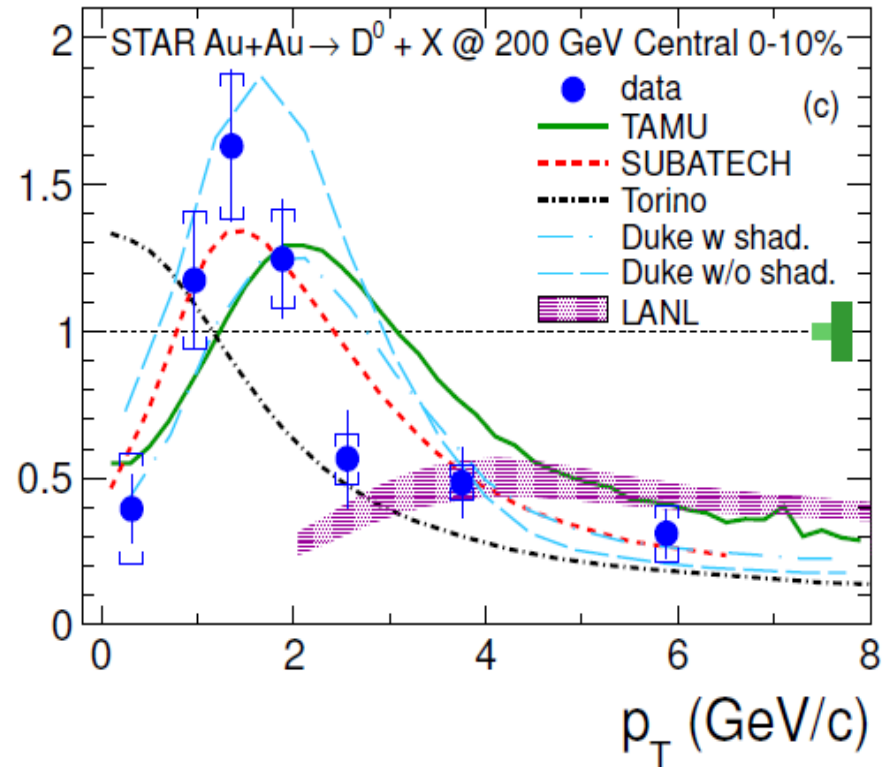 STAR Au+Au → D⁰ + X @ 200 GeV Central 0-10%
(c)
data
TAMU
SUBATECH
Torino
Duke w shad.
Duke w/o shad.
LANL
2
1.5
1
0.5
0
0 2 4 6 8
p_T (GeV/c)